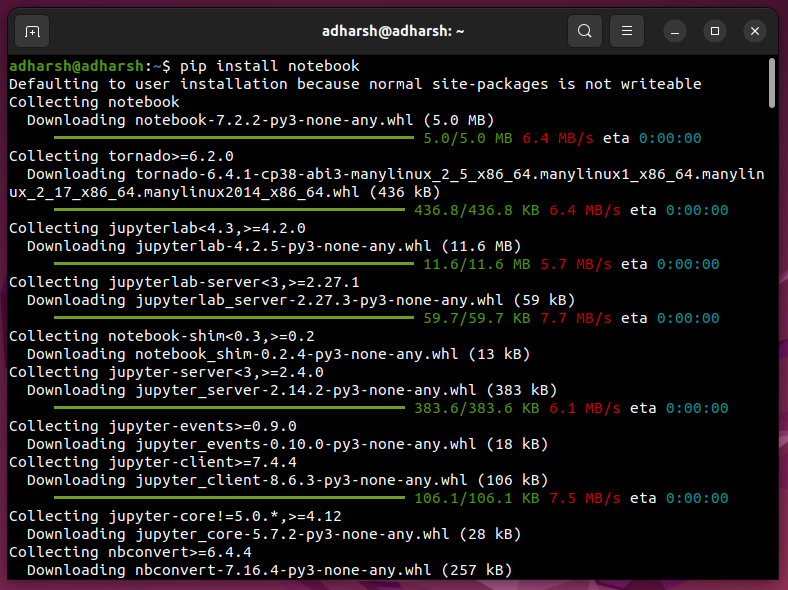 adharsh@adharsh: ~
adharsh@adharsh:~$ pip install notebook
Defaulting to user installation because normal site-packages is not writeable
Collecting notebook
  Downloading notebook-7.2.2-py3-none-any.whl (5.0 MB)
5.0/5.0 MB 6.4 MB/s eta 0:00:00
Collecting tornado>=6.2.0
  Downloading tornado-6.4.1-cp38-abi3-manylinux_2_5_x86_64.manylinux1_x86_64.manylin
ux_2_17_x86_64.manylinux2014_x86_64.whl (436 kB)
436.8/436.8 KB 6.4 MB/s eta 0:00:00
Collecting jupyterlab<4.3,>=4.2.0
  Downloading jupyterlab-4.2.5-py3-none-any.whl (11.6 MB)
11.6/11.6 MB 5.7 MB/s eta 0:00:00
Collecting jupyterlab-server<3,>=2.27.1
  Downloading jupyterlab_server-2.27.3-py3-none-any.whl (59 kB)
59.7/59.7 KB 7.7 MB/s eta 0:00:00
Collecting notebook-shim<0.3,>=0.2
  Downloading notebook_shim-0.2.4-py3-none-any.whl (13 kB)
Collecting jupyter-server<3,>=2.4.0
  Downloading jupyter_server-2.14.2-py3-none-any.whl (383 kB)
383.6/383.6 KB 6.1 MB/s eta 0:00:00
Collecting jupyter-events>=0.9.0
  Downloading jupyter_events-0.10.0-py3-none-any.whl (18 kB)
Collecting jupyter-client>=7.4.4
  Downloading jupyter_client-8.6.3-py3-none-any.whl (106 kB)
106.1/106.1 KB 7.5 MB/s eta 0:00:00
Collecting jupyter-core!=5.0.*,>=4.12
  Downloading jupyter_core-5.7.2-py3-none-any.whl (28 kB)
Collecting nbconvert>=6.4.4
  Downloading nbconvert-7.16.4-py3-none-any.whl (257 kB)